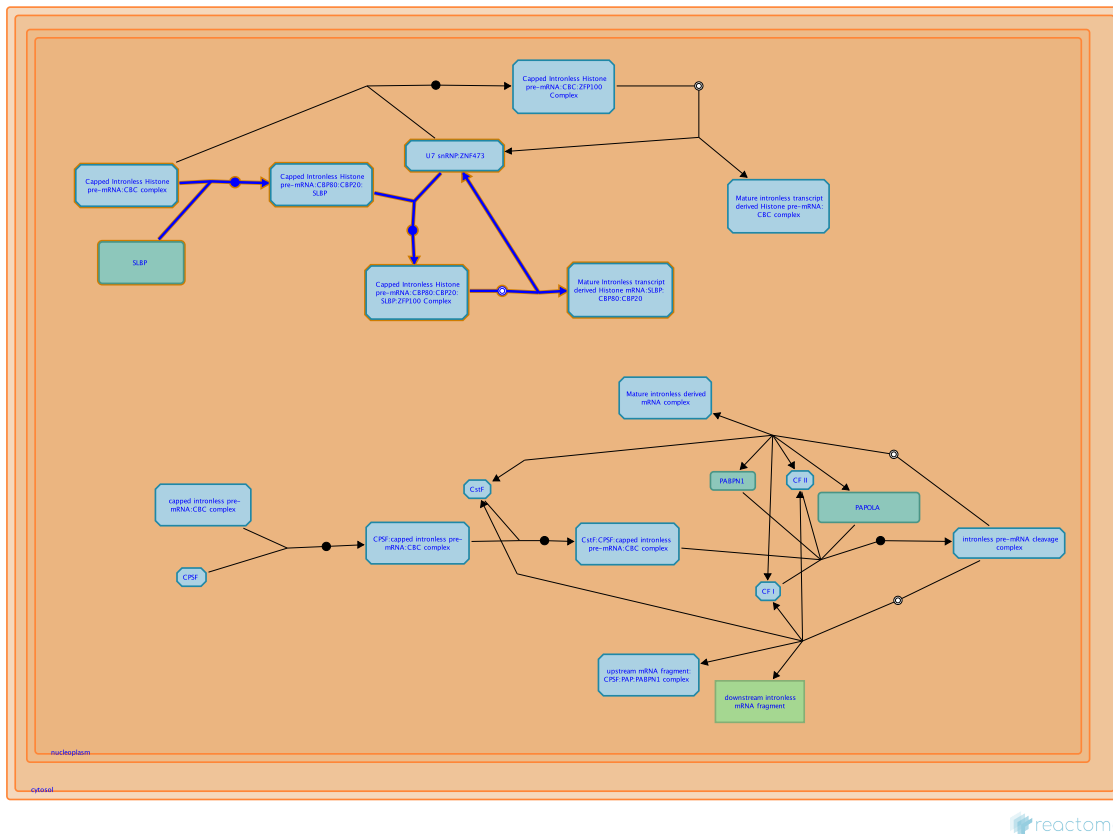 Capped Intronless Histone
pre-mRNA:CBC:ZFP100
Complex
U7 snRNP:ZNF473
Capped Intronless Histone
pre-mRNA:CBC complex
Capped Intronless Histone
pre-mRNA:CBP80:CBP20:
SLBP
Mature intronless transcript
derived Histone pre-mRNA:
CBC complex
SLBP
Capped Intronless Histone
pre-mRNA:CBP80:CBP20:
SLBP:ZFP100 Complex
Mature Intronless transcript
derived Histone mRNA:SLBP:
CBP80:CBP20
Mature intronless derived
mRNA complex
CstF
PABPN1
CF II
PAPOLA
capped intronless pre-
mRNA:CBC complex
CPSF:capped intronless pre-
mRNA:CBC complex
CstF:CPSF:capped intronless
pre-mRNA:CBC complex
intronless pre-mRNA cleavage
complex
CPSF
CF I
upstream mRNA fragment:
CPSF:PAP:PABPN1 complex
downstream intronless
mRNA fragment
nucleoplasm
cytosol
reactom